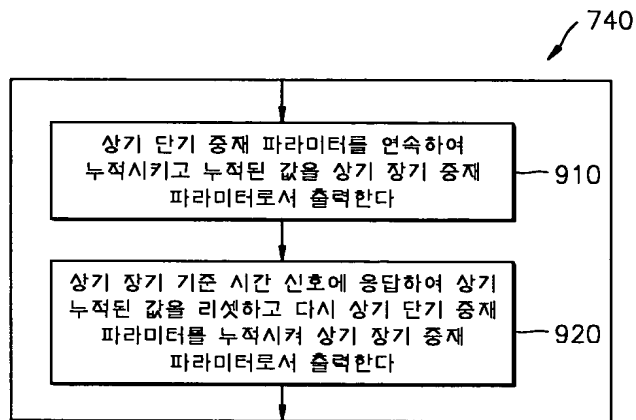 740
상기 단기 중재 파라미터를 연속하여
누적시키고 누적된 값을 상기 장기 중재
파라미터로서 출력한다
910
상기 장기 기준 시간 신호에 응답하여 상기
누적된 값을 리셋하고 다시 상기 단기 중재
파라미터를 누적시켜 상기 장기 중재
파라미터로서 출력한다
920